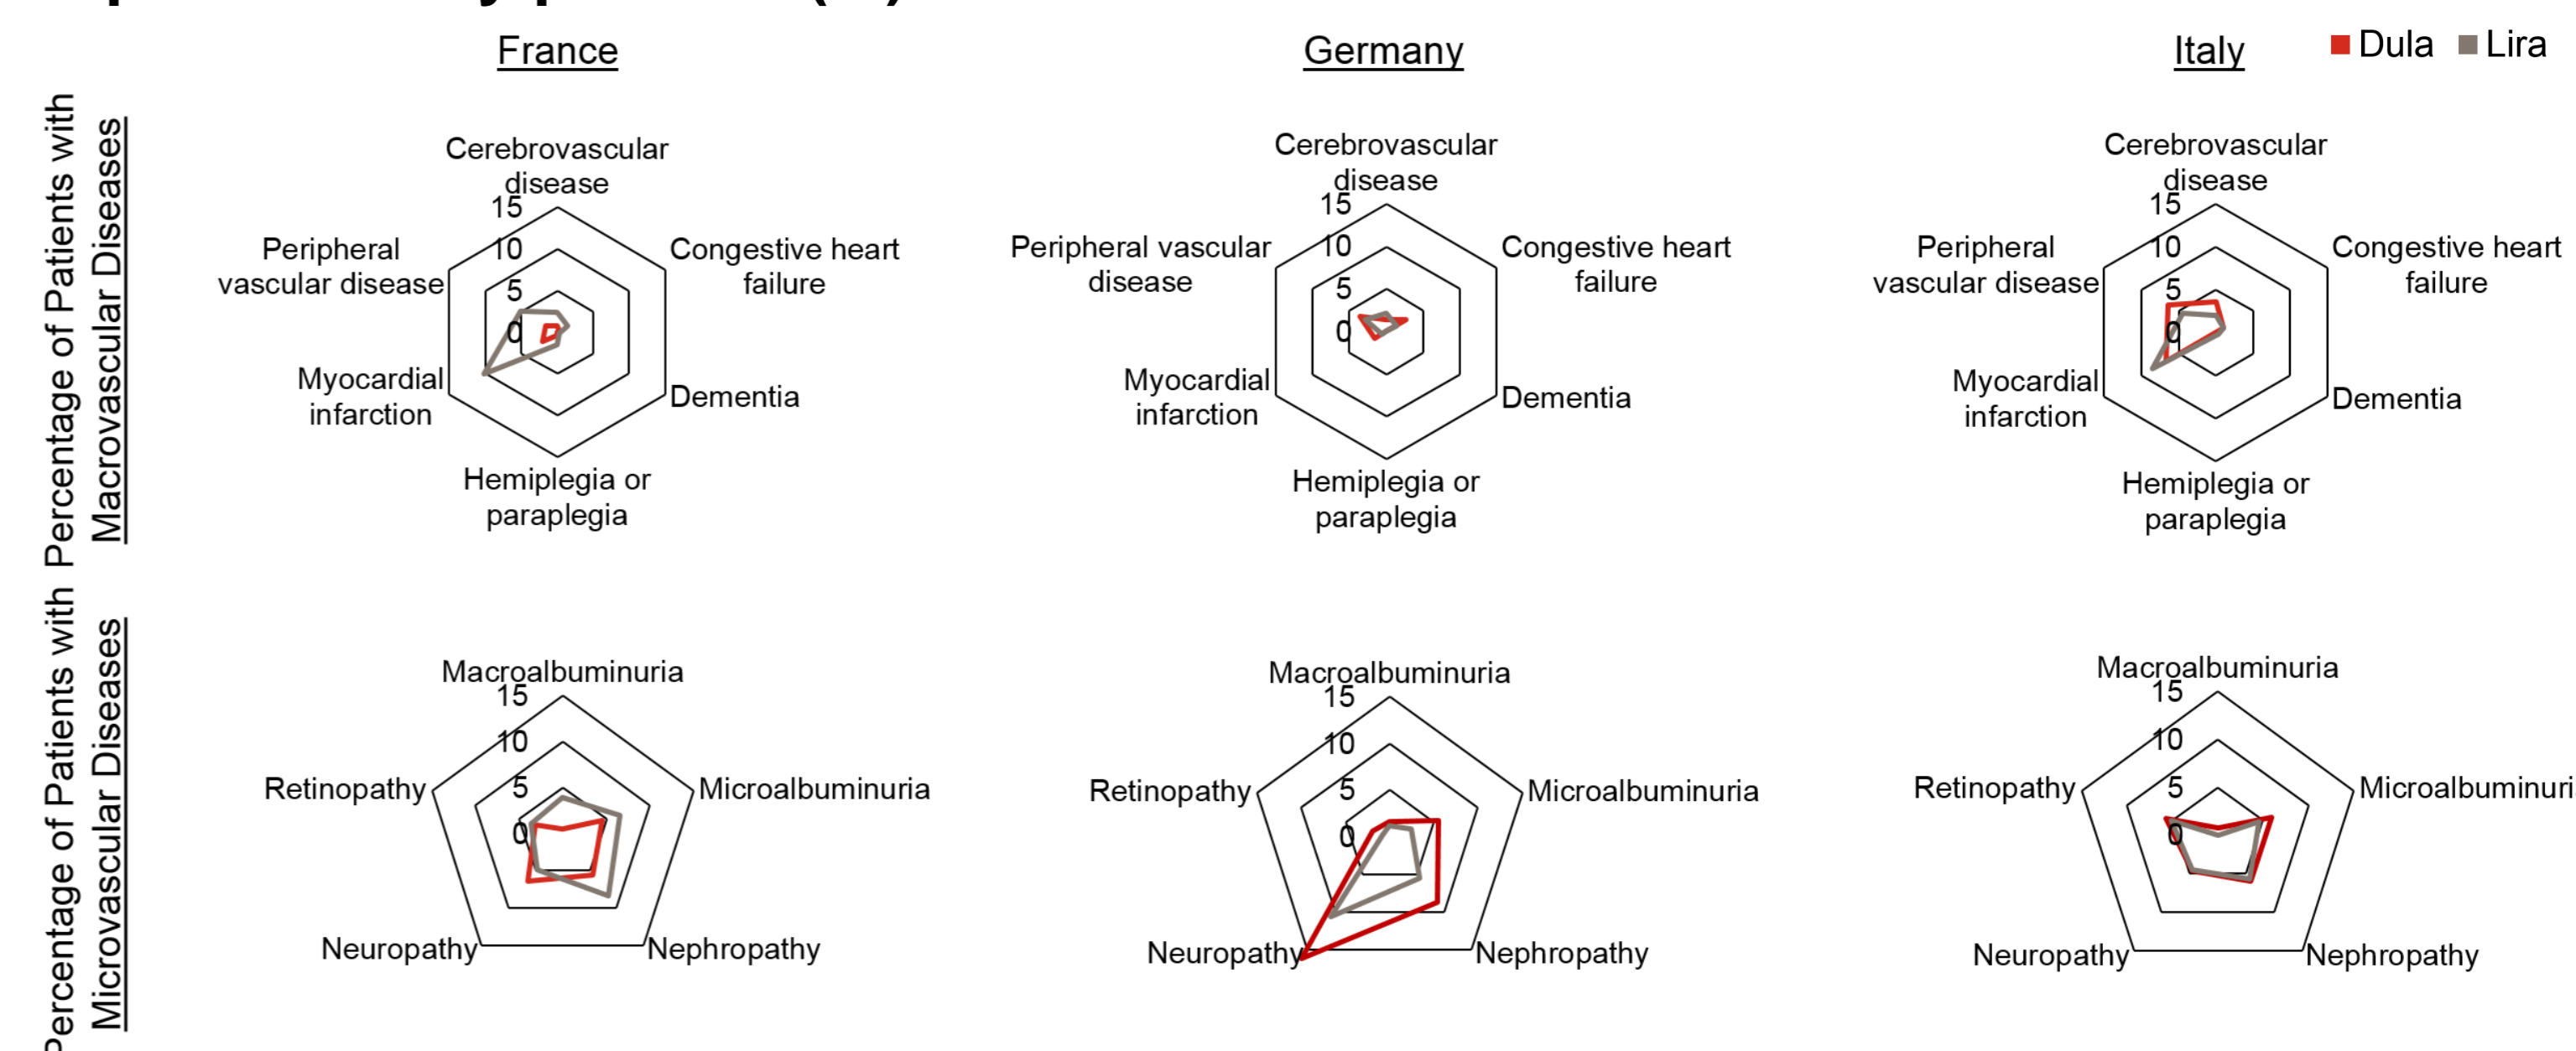 France
Germany
Italy
Dula
Lira
Percentage of Patients with
Macrovascular Diseases
Cerebrovascular
disease
15
10
5
0
Peripheral
vascular disease
Congestive heart
failure
Myocardial
infarction
Dementia
Hemiplegia or
paraplegia
Cerebrovascular
disease
15
10
5
0
Peripheral vascular
disease
Congestive heart
failure
Myocardial
infarction
Dementia
Hemiplegia or
paraplegia
Cerebrovascular
disease
15
10
5
0
Peripheral
vascular disease
Congestive heart
failure
Myocardial
infarction
Dementia
Hemiplegia or
paraplegia
Percentage of Patients with
Microvascular Diseases
Macroalbuminuria
15
10
5
0
Retinopathy
Microalbuminuria
Neuropathy
Nephropathy
Macroalbuminuria
15
10
5
0
Retinopathy
Microalbuminuria
Neuropathy
Nephropathy
Macroalbuminuria
15
10
5
0
Retinopathy
Microalbuminuri
Neuropathy
Nephropathy